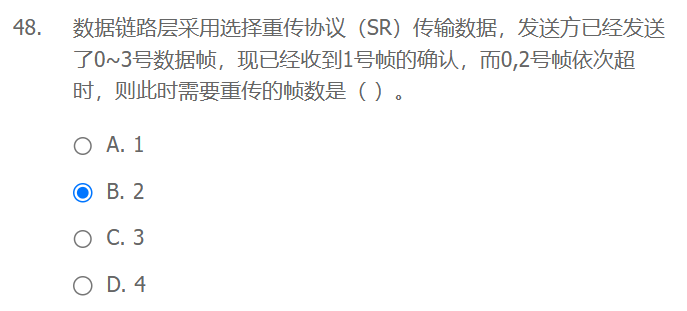 48. 数据链路层采用选择重传协议（SR）传输数据，发送方已经发送
了0~3号数据帧，现已经收到1号帧的确认，而0,2号帧依次超
时，则此时需要重传的帧数是（ ）。
A. 1
B. 2
C. 3
D. 4